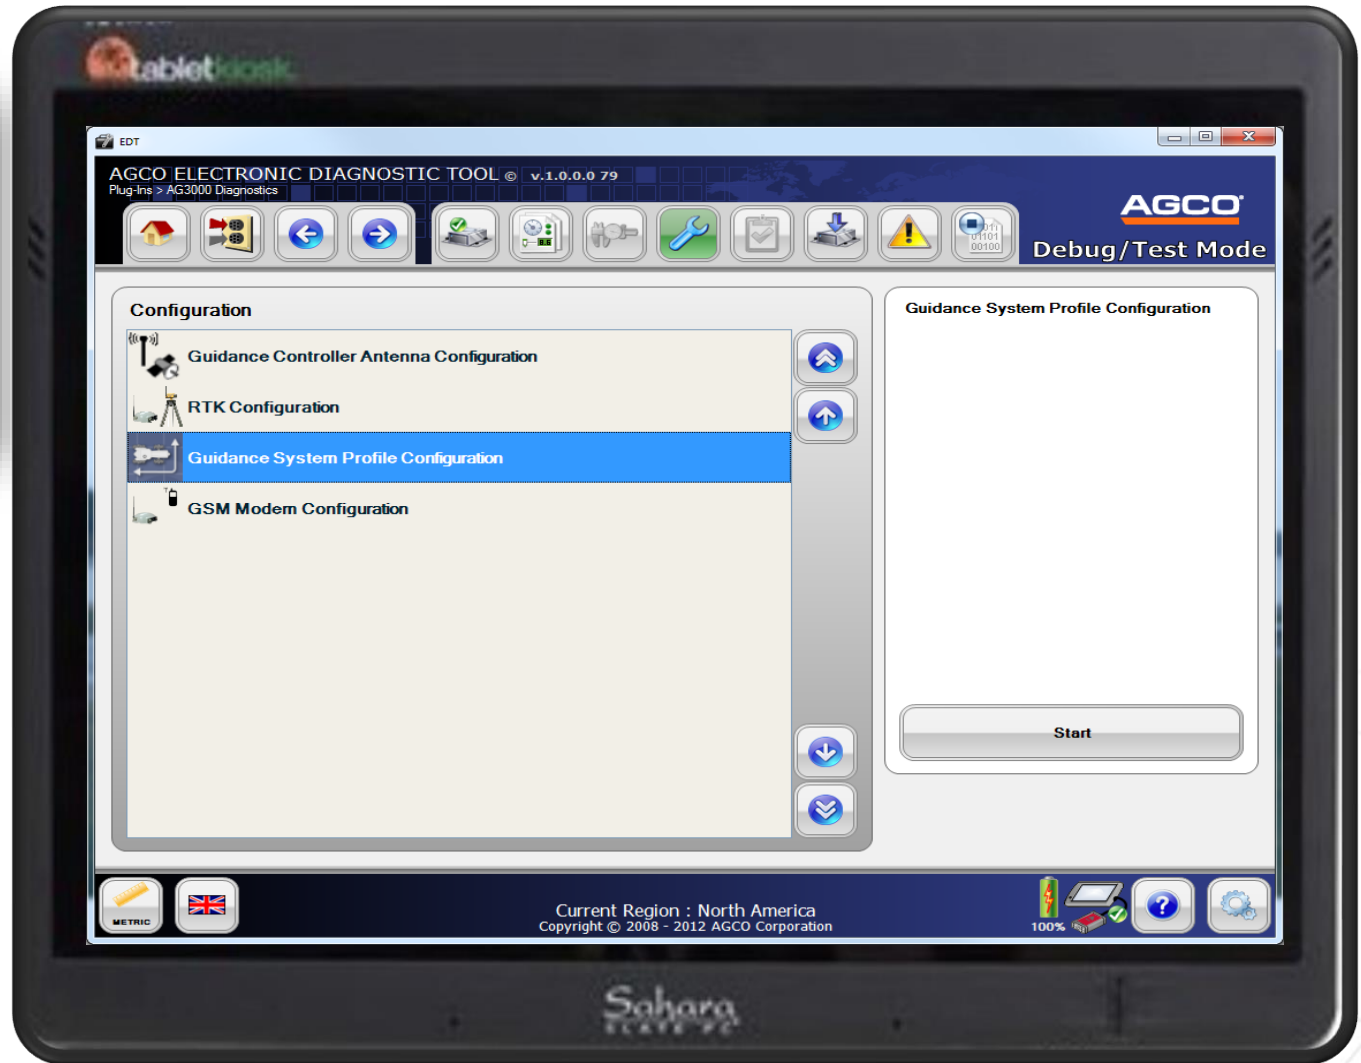 tabletkiosk
EDT
AGCO ELECTRONIC DIAGNOSTIC TOOL © v.1.0.0.0 79
Plug-Ins > AG3000 Diagnostics
AGCO
Debug/Test Mode
Configuration
Guidance Controller Antenna Configuration
RTK Configuration
Guidance System Profile Configuration
GSM Modem Configuration
Guidance System Profile Configuration
Start
METRIC
Current Region : North America
Copyright © 2008 - 2012 AGCO Corporation
100%
Sahara
SLATE PC